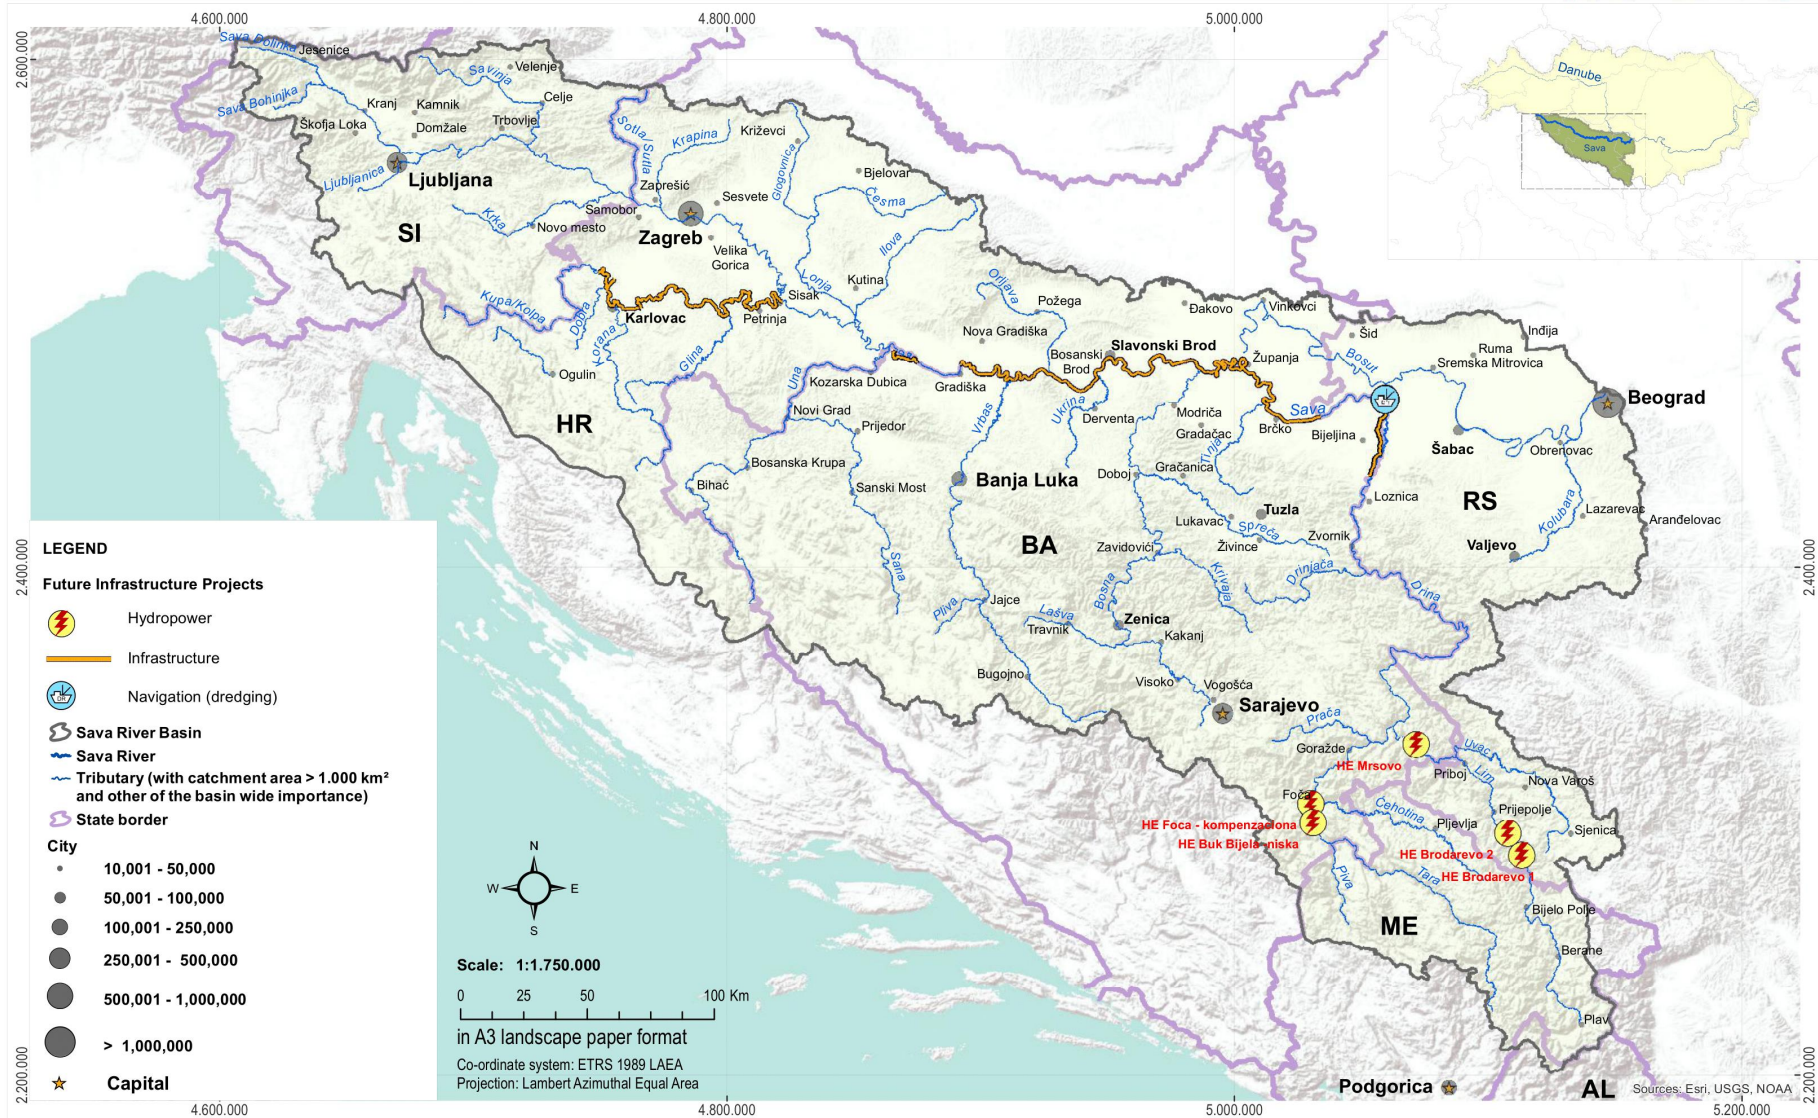 4.600.000
4.800.000
5.000.000
2.600.000
Sava Dolinka
Jesenice
Savinja
Velenje
Sava Bohinjka
Kranj
Kamnik
Celje
Škofja Loka
Domžale
Trbovlje
Sotla/Sutla
Krapina
Križevci
Ljubljanica
Ljubljana
Zaprešić
Glogovnica
Bjelovar
Krka
Samobor
Sesvete
Česma
SI
Novo mesto
Zagreb
Velika
Gorica
Ilova
Kupa/Kolpa
Dobra
Karlovac
Sisak
Lonja
Kutina
Petrinja
Orljava
Požega
Đakovo
Vinkovci
Korana
Glina
Nova Gradiška
Šid
Inđija
Ruma
Slavonski Brod
Bosanski
Brod
Županja
Bosut
Sremska Mitrovica
Ogulin
Una
Kozarska Dubica
Gradiška
HR
Novi Grad
Prijedor
Vrbas
Ukrina
Derventa
Modriča
Gradačac
Brčko
Sava
Bijeljina
Beograd
Šabac
Obrenovac
Bosanska Krupa
Bihać
Sanski Most
Banja Luka
Doboj
Gračanica
Tinja
Loznica
RS
Kolubara
Lazarevac
Aranđelovac
Tuzla
Lukavac
Spreča
Živince
Zvornik
Valjevo
BA
Zavidovići
2.400.000
2.400.000
Sana
Bosna
Krivaja
Drinjača
Drina
Pliva
Jajce
Lašva
Travnik
Zenica
Kakanj
Bugojno
Visoko
Vogošća
Sarajevo
Prača
Goražde
HE Mrsovo
Uvac
Priboj
Lim
Nova Varoš
Foča
Čehotina
Pljevlja
Prijepolje
Sjenica
HE Foca - kompenzaciona
HE Buk Bijela-niska
HE Brodarevo 2
HE Brodarevo 1
Piva
Tara
ME
Bijelo Polje
Berane
Plav
Podgorica
AL
Danube
Sava
LEGEND
Future Infrastructure Projects
Hydropower
Infrastructure
Navigation (dredging)
Sava River Basin
Sava River
Tributary (with catchment area > 1.000 km²
and other of the basin wide importance)
State border
City
10,001 - 50,000
50,001 - 100,000
100,001 - 250,000
250,001 - 500,000
500,001 - 1,000,000
> 1,000,000
Capital
N
W
E
S
Scale: 1:1.750.000
0 25 50 100 Km
in A3 landscape paper format
Co-ordinate system: ETRS 1989 LAEA
Projection: Lambert Azimuthal Equal Area
Sources: Esri, USGS, NOAA
2.200.000
2.200.000
4.600.000
4.800.000
5.000.000
5.200.000